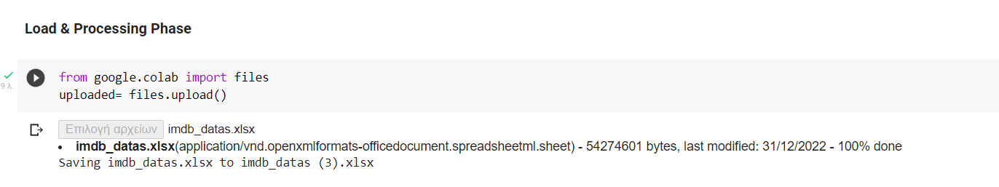 Load & Processing Phase
from google.colab import files
9 λ.
uploaded= files.upload()
Επιλογή αρχείων imdb_datas.xlsx
• imdb_datas.xlsx(application/vnd.openxmlformats-officedocument.spreadsheetml.sheet) - 54274601 bytes, last modified: 31/12/2022 - 100% done
Saving imdb_datas.xlsx to imdb_datas (3).xlsx